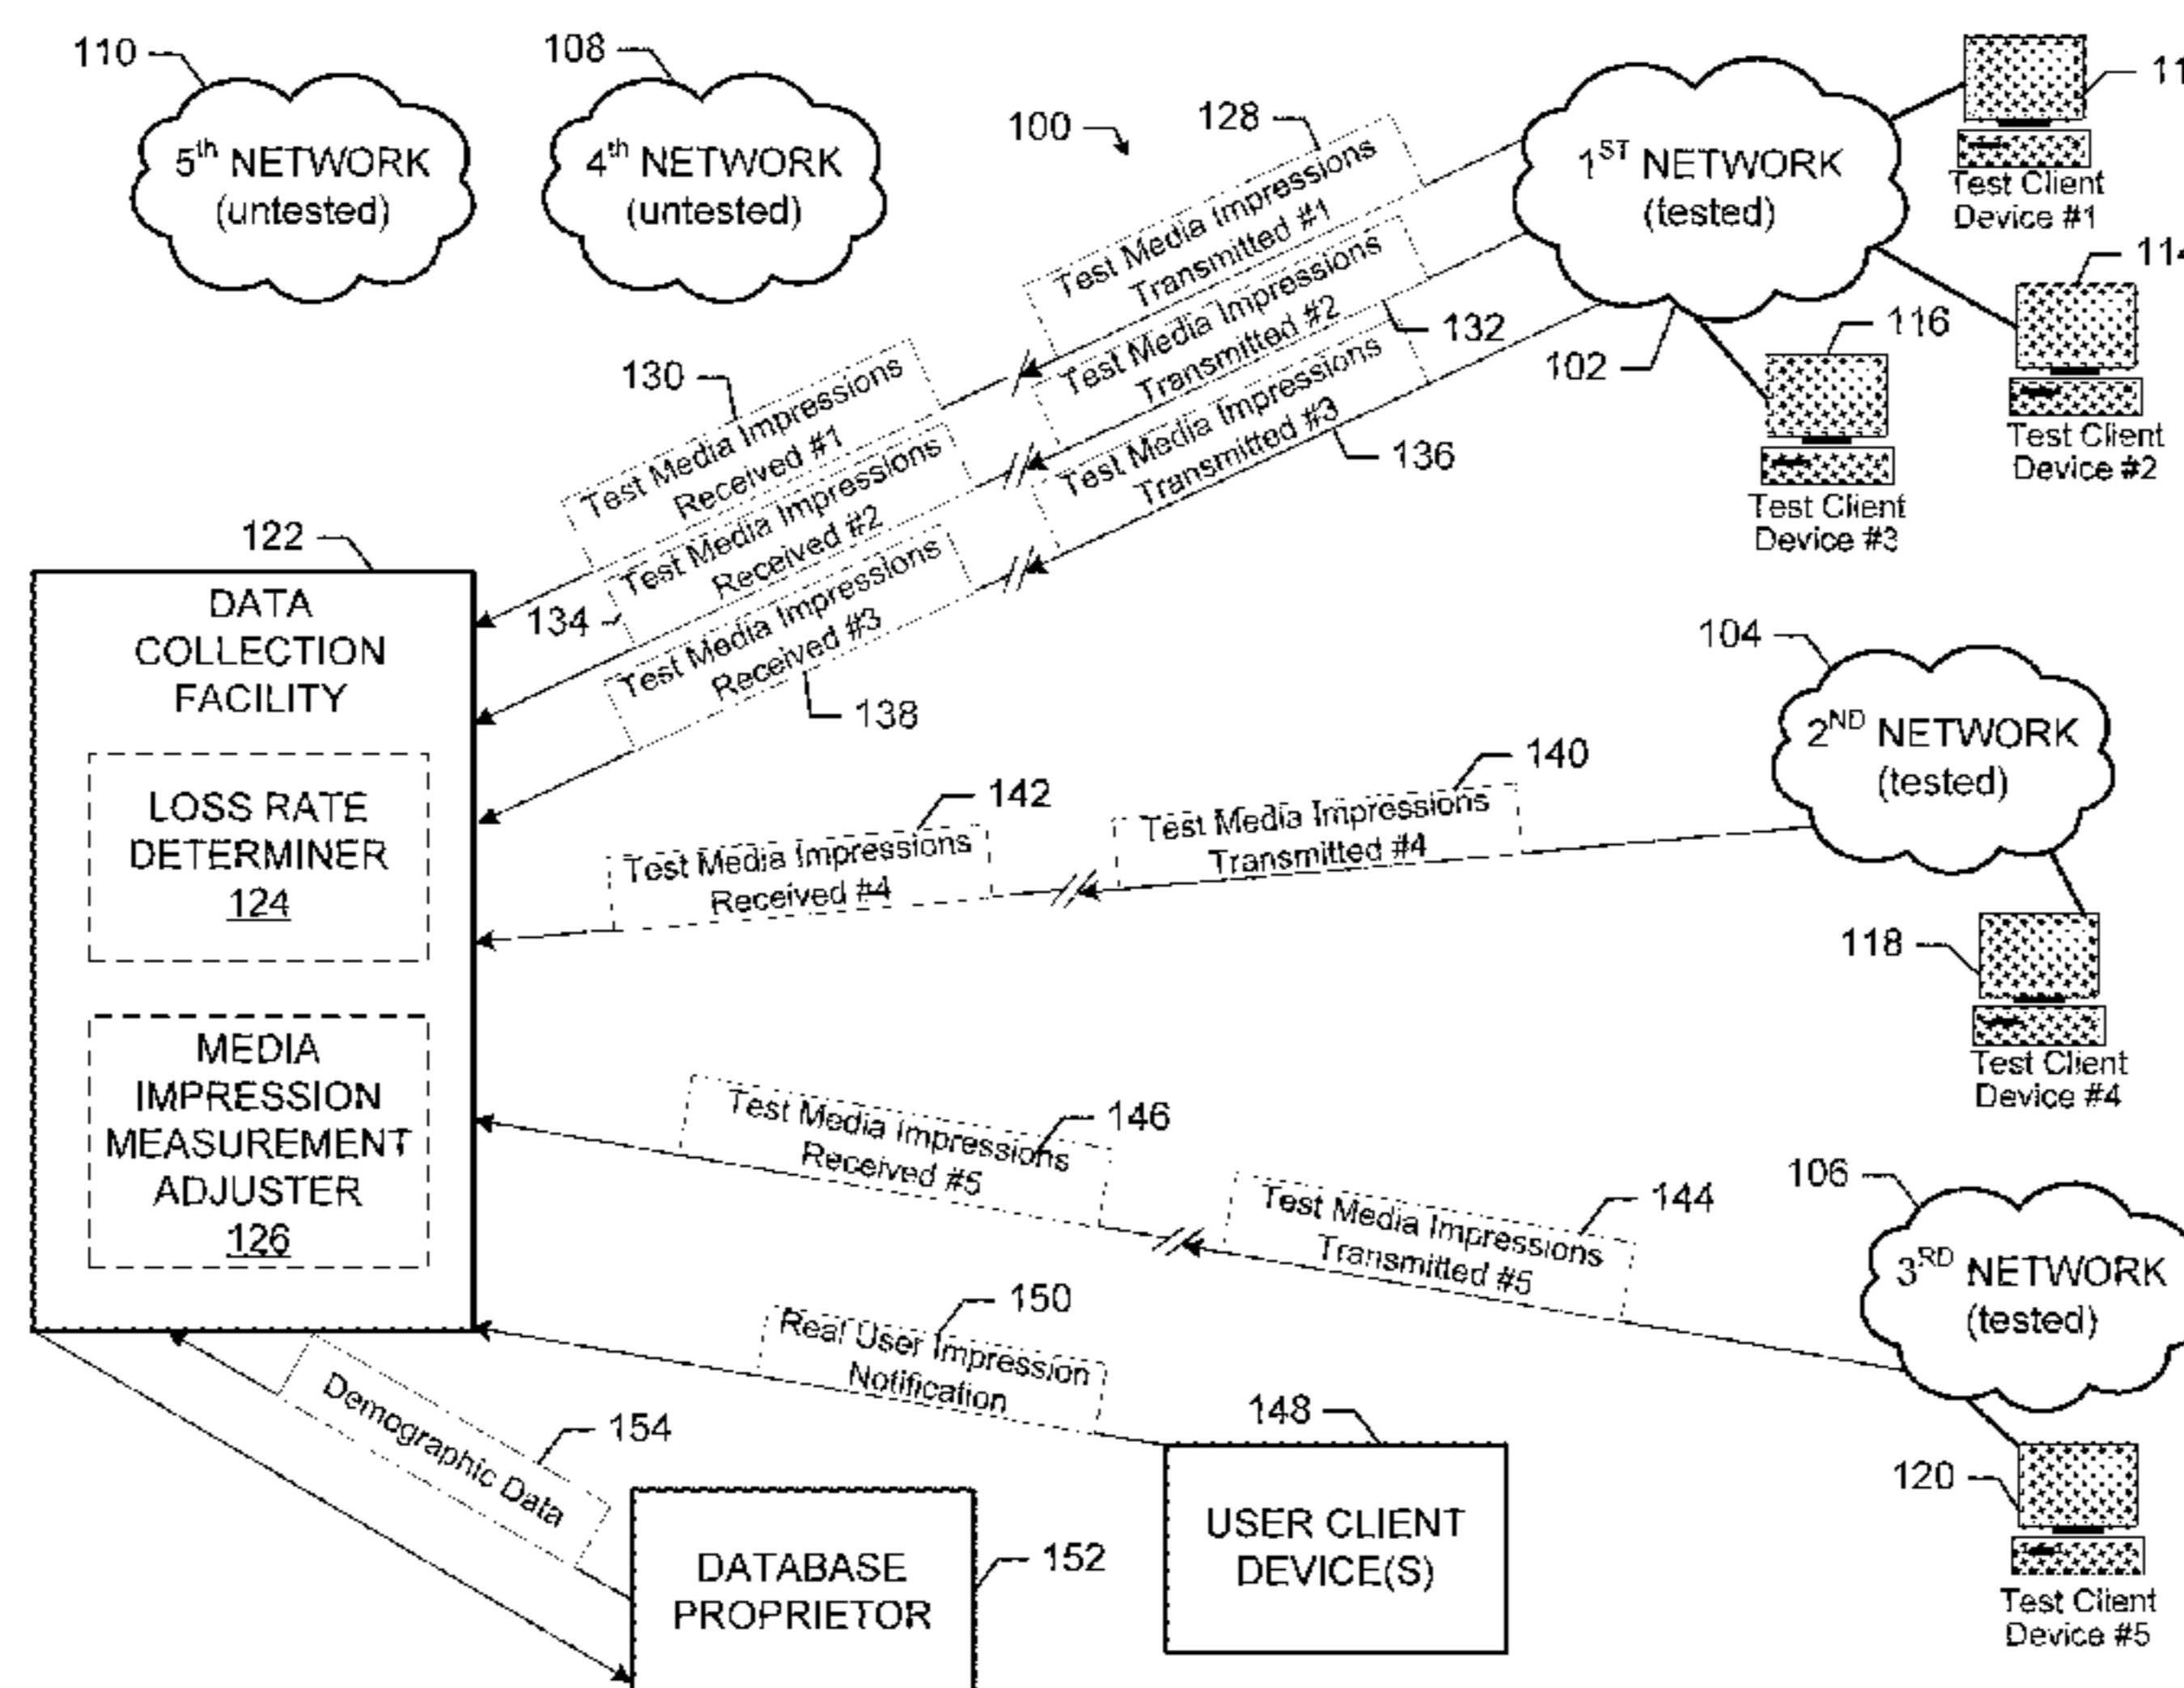 110
5th NETWORK
(untested)
108
4th NETWORK
(untested)
100
128
Test Media Impressions
Transmitted #1
Test Media Impressions
Transmitted #2
132
Test Media Impressions
Transmitted #3
136
1ST NETWORK
(tested)
102
Test Client
Device #1
114
Test Client
Device #2
116
Test Client
Device #3
130
Test Media Impressions
Received #1
Test Media Impressions
Received #2
134
Test Media Impressions
Received #3
138
122
DATA
COLLECTION
FACILITY
LOSS RATE
DETERMINER
124
MEDIA
IMPRESSION
MEASUREMENT
ADJUSTER
126
104
2ND NETWORK
(tested)
140
Test Media Impressions
Transmitted #4
142
Test Media Impressions
Received #4
118
Test Client
Device #4
146
Test Media Impressions
Received #5
144
Test Media Impressions
Transmitted #5
106
3RD NETWORK
(tested)
120
Test Client
Device #5
150
Real User Impression
Notification
148
USER CLIENT
DEVICE(S)
154
Demographic Data
152
DATABASE
PROPRIETOR